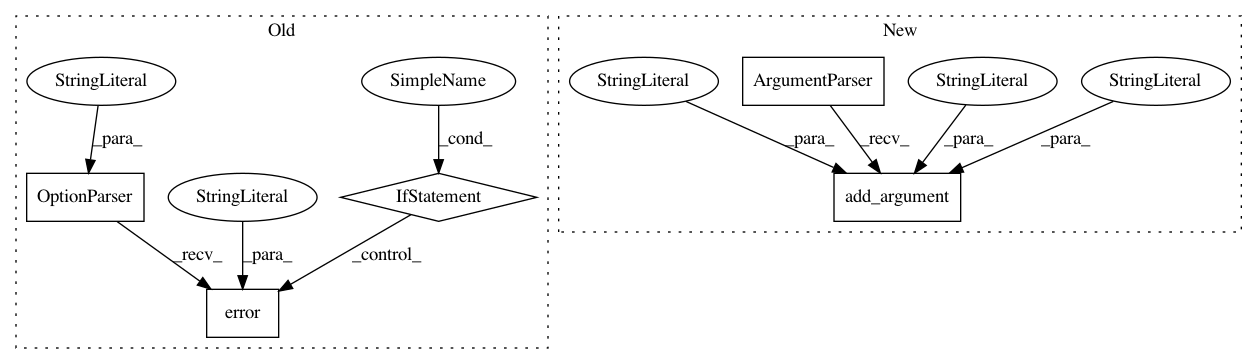 Old
New
StringLiteral
SimpleName
StringLiteral
ArgumentParser
StringLiteral
StringLiteral
_para_
_cond_
_para_
_recv_
_para_
_para_
OptionParser
StringLiteral
IfStatement
add_argument
_recv_
_para_
_control_
error